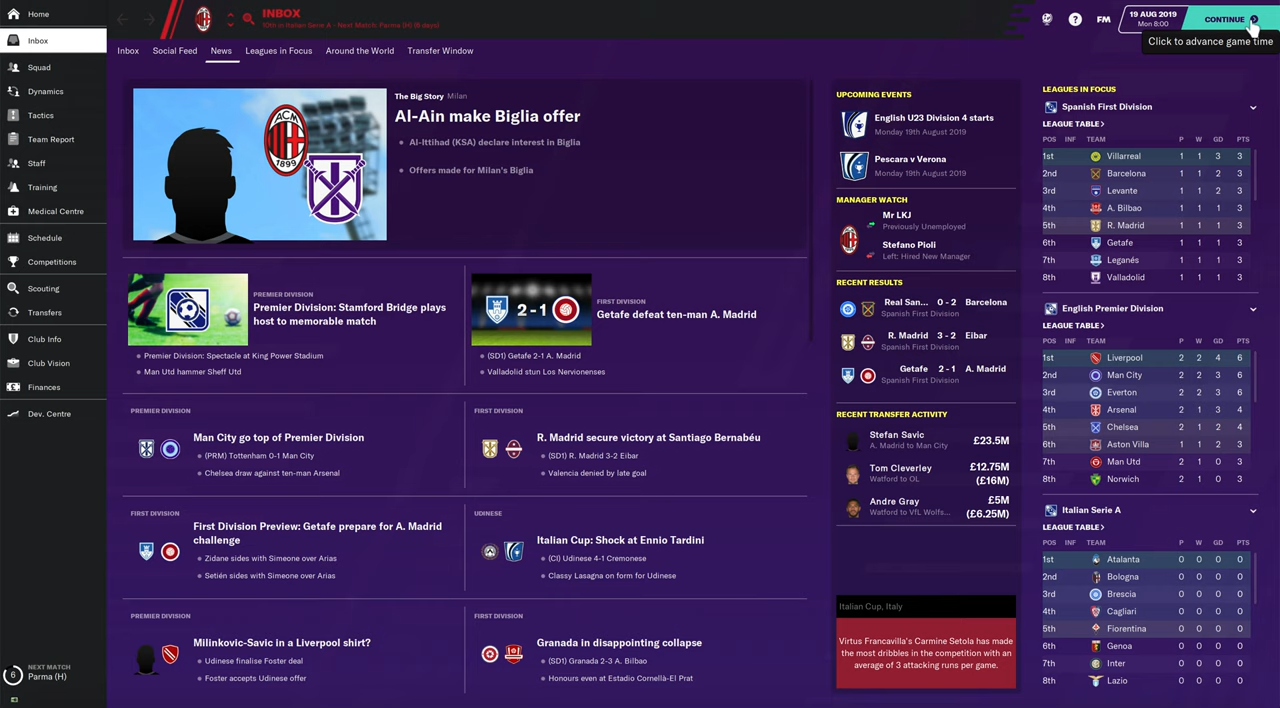 Home
Inbox
Squad
Dynamics
Tactics
Team Report
Staff
Training
Medical Centre
Schedule
Competitions
Scouting
Transfers
Club Info
Club Vision
Finances
Dev. Centre
6
NEXT MATCH
Parma (H)
INBOX
10th in Italian Serie A - Next Match: Parma (H) (6 days)
FM
19 AUG 2019
Mon 8:00
CONTINUE
Click to advance game time
Inbox Social Feed News Leagues in Focus Around the World Transfer Window
ACM
1899
The Big Story Milan
Al-Ain make Biglia offer
Al-Ittihad (KSA) declare interest in Biglia
Offers made for Milan's Biglia
PREMIER DIVISION
Premier Division: Stamford Bridge plays
host to memorable match
Premier Division: Spectacle at King Power Stadium
Man Utd hammer Sheff Utd
2-1
FIRST DIVISION
Getafe defeat ten-man A. Madrid
(SD1) Getafe 2-1 A. Madrid
Valladolid stun Los Nervionenses
PREMIER DIVISION
Man City go top of Premier Division
(PRM) Tottenham 0-1 Man City
Chelsea draw against ten-man Arsenal
FIRST DIVISION
R. Madrid secure victory at Santiago Bernabéu
(SD1) R. Madrid 3-2 Eibar
Valencia denied by late goal
FIRST DIVISION
First Division Preview: Getafe prepare for A. Madrid
challenge
Zidane sides with Simeone over Arias
Setién sides with Simeone over Arias
UDINESE
Italian Cup: Shock at Ennio Tardini
(CI) Udinese 4-1 Cremonese
Classy Lasagna on form for Udinese
PREMIER DIVISION
Milinkovic-Savic in a Liverpool shirt?
Udinese finalise Foster deal
Foster accepts Udinese offer
FIRST DIVISION
Granada in disappointing collapse
(SD1) Granada 2-3 A. Bilbao
Honours even at Estadio Cornellà-El Prat
UPCOMING EVENTS
English U23 Division 4 starts
Monday 19th August 2019
Pescara v Verona
Monday 19th August 2019
MANAGER WATCH
Mr LKJ
Previously Unemployed
Stefano Pioli
Left: Hired New Manager
RECENT RESULTS
Real San... 0 - 2 Barcelona
Spanish First Division
R. Madrid 3 - 2 Eibar
Spanish First Division
Getafe 2 - 1 A. Madrid
Spanish First Division
RECENT TRANSFER ACTIVITY
Stefan Savic
A. Madrid to Man City
£23.5M
Tom Cleverley
Watford to OL
£12.75M
(£16M)
Andre Gray
Watford to VfL Wolfs...
£5M
(£6.25M)
Italian Cup, Italy
Virtus Francavilla's Carmine Setola has made
the most dribbles in the competition with an
average of 3 attacking runs per game.
LEAGUES IN FOCUS
Spanish First Division
LEAGUE TABLE>
POS INF TEAM P W GD PTS
1st Villarreal 1 1 3 3
2nd Barcelona 1 1 2 3
3rd Levante 1 1 2 3
4th A. Bilbao 1 1 1 3
5th R. Madrid 1 1 1 3
6th Getafe 1 1 1 3
7th Leganés 1 1 1 3
8th Valladolid 1 1 1 3
English Premier Division
LEAGUE TABLE>
POS INF TEAM P W GD PTS
1st Liverpool 2 2 4 6
2nd Man City 2 2 3 6
3rd Everton 2 2 3 6
4th Arsenal 2 1 3 4
5th Chelsea 2 1 2 4
6th Aston Villa 1 1 2 3
7th Man Utd 2 1 0 3
8th Norwich 2 1 0 3
Italian Serie A
LEAGUE TABLE>
POS INF TEAM P W GD PTS
1st Atalanta 0 0 0 0
2nd Bologna 0 0 0 0
3rd Brescia 0 0 0 0
4th Cagliari 0 0 0 0
5th Fiorentina 0 0 0 0
6th Genoa 0 0 0 0
7th Inter 0 0 0 0
8th Lazio 0 0 0 0